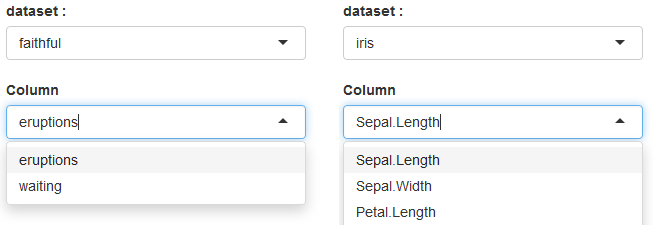 dataset :
faithful
Column
eruptions
eruptions
waiting
dataset :
iris
Column
Sepal.Length
Sepal.Length
Sepal.Width
Petal.Length